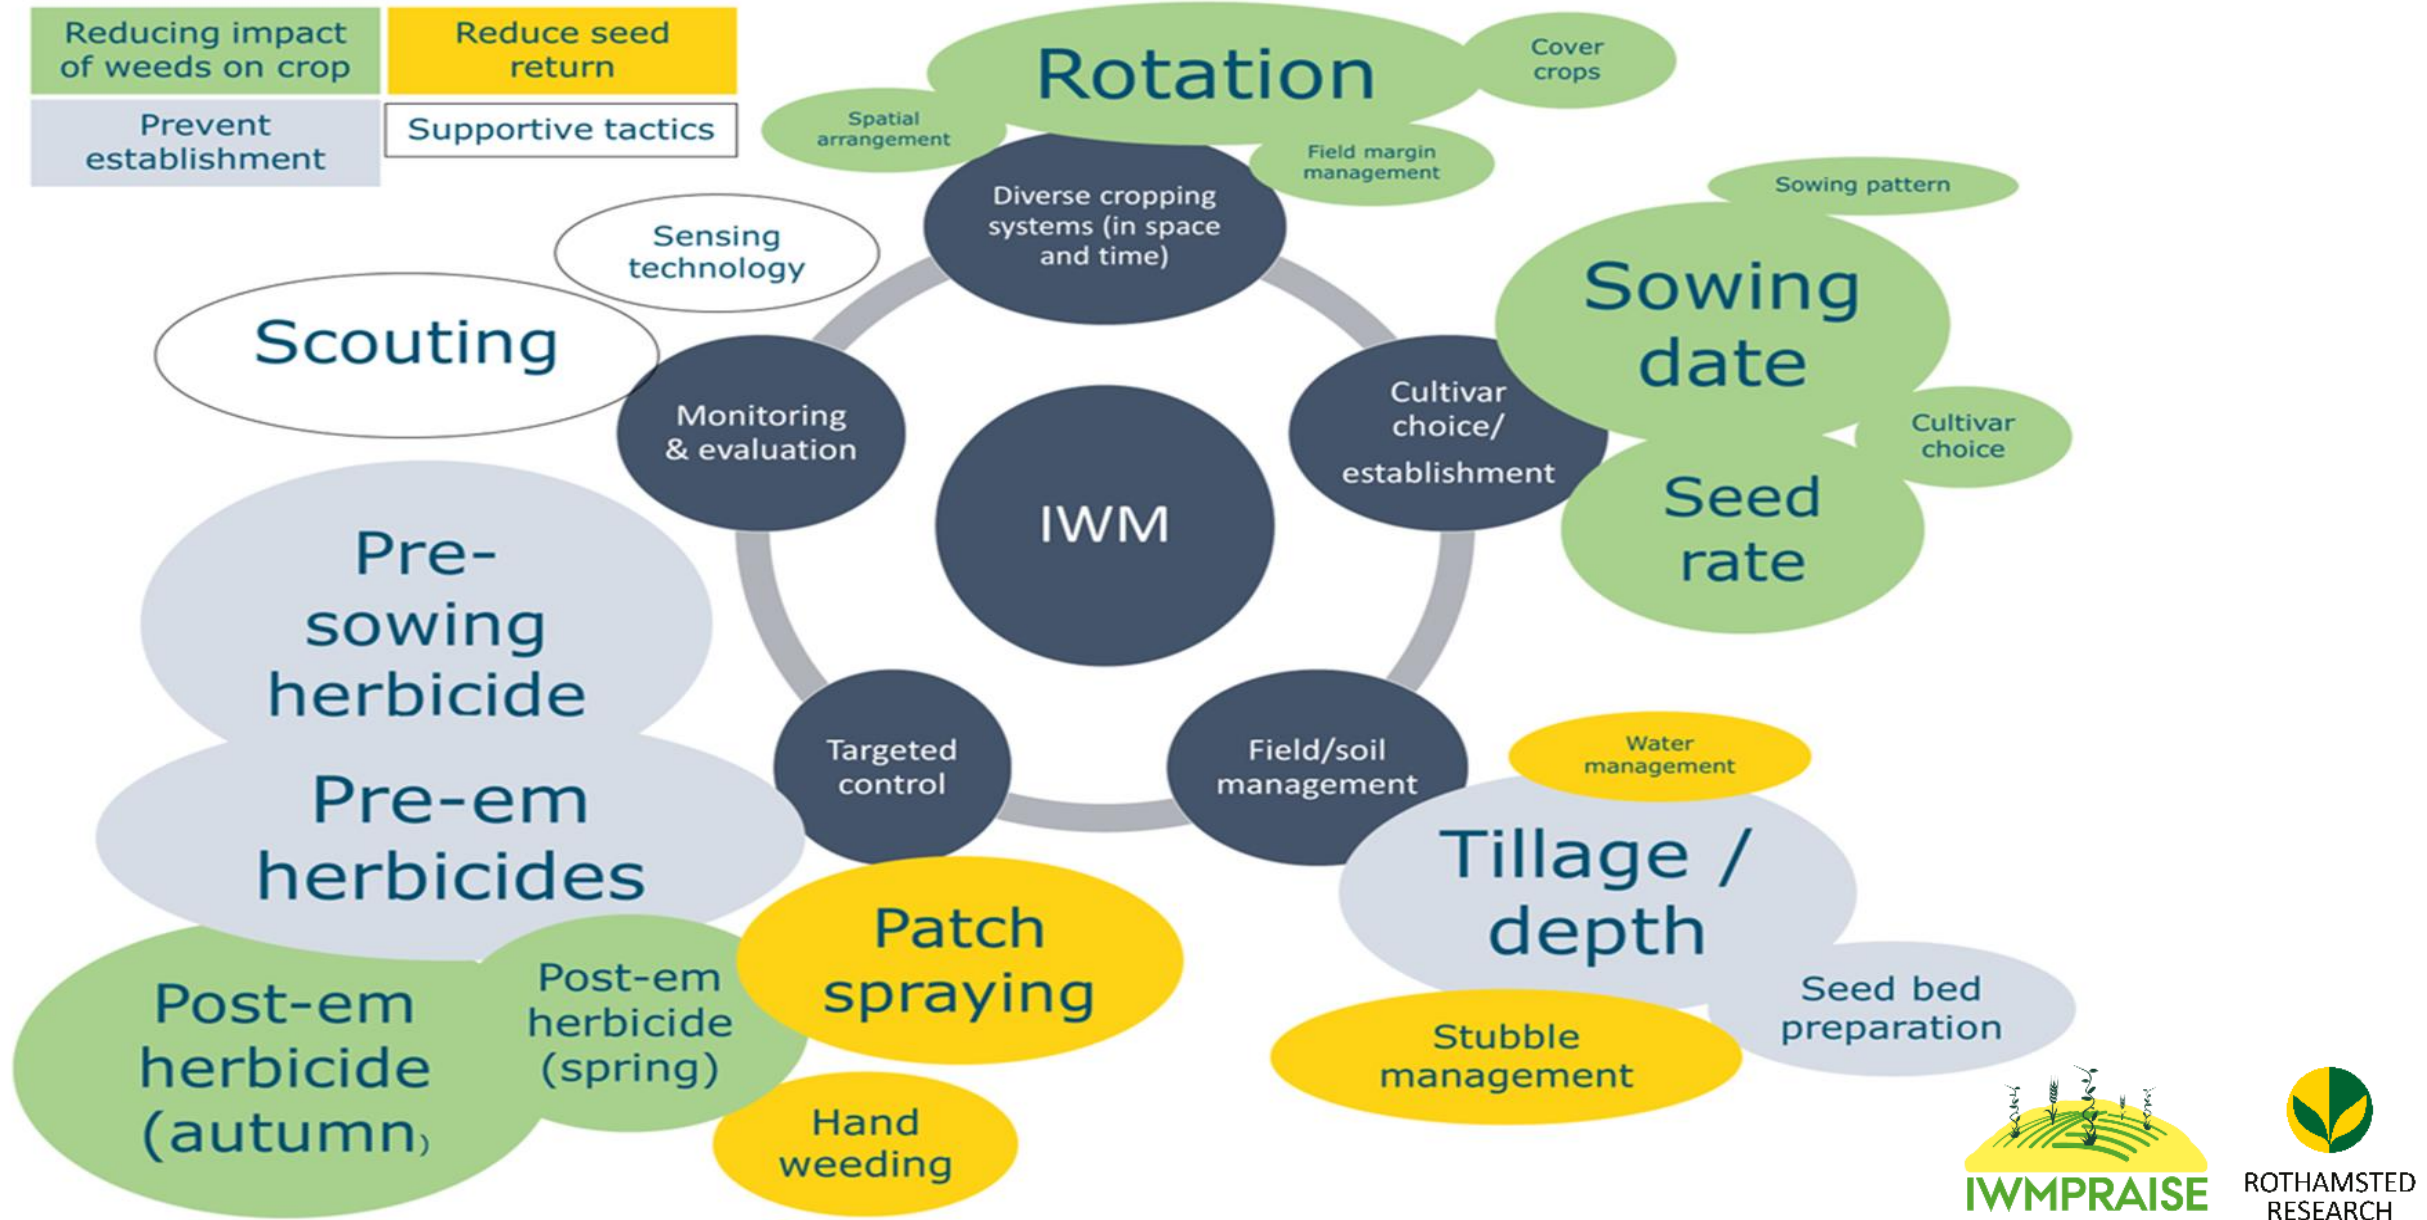 Reducing impact
of weeds on crop
Reduce seed
return
Prevent
establishment
Supportive tactics
Rotation
Cover
crops
Spatial
arrangement
Field margin
management
Diverse cropping
systems (in space
and time)
Sowing pattern
Sowing
date
Cultivar
choice
Seed
rate
Cultivar
choice/
establishment
Sensing
technology
Scouting
Monitoring
& evaluation
IWM
Pre-
sowing
herbicide
Pre-em
herbicides
Targeted
control
Field/soil
management
Water
management
Tillage /
depth
Seed bed
preparation
Stubble
management
Patch
spraying
Post-em
herbicide
(spring)
Post-em
herbicide
(autumn)
Hand
weeding
IWMPRAISE
ROTHAMSTED
RESEARCH